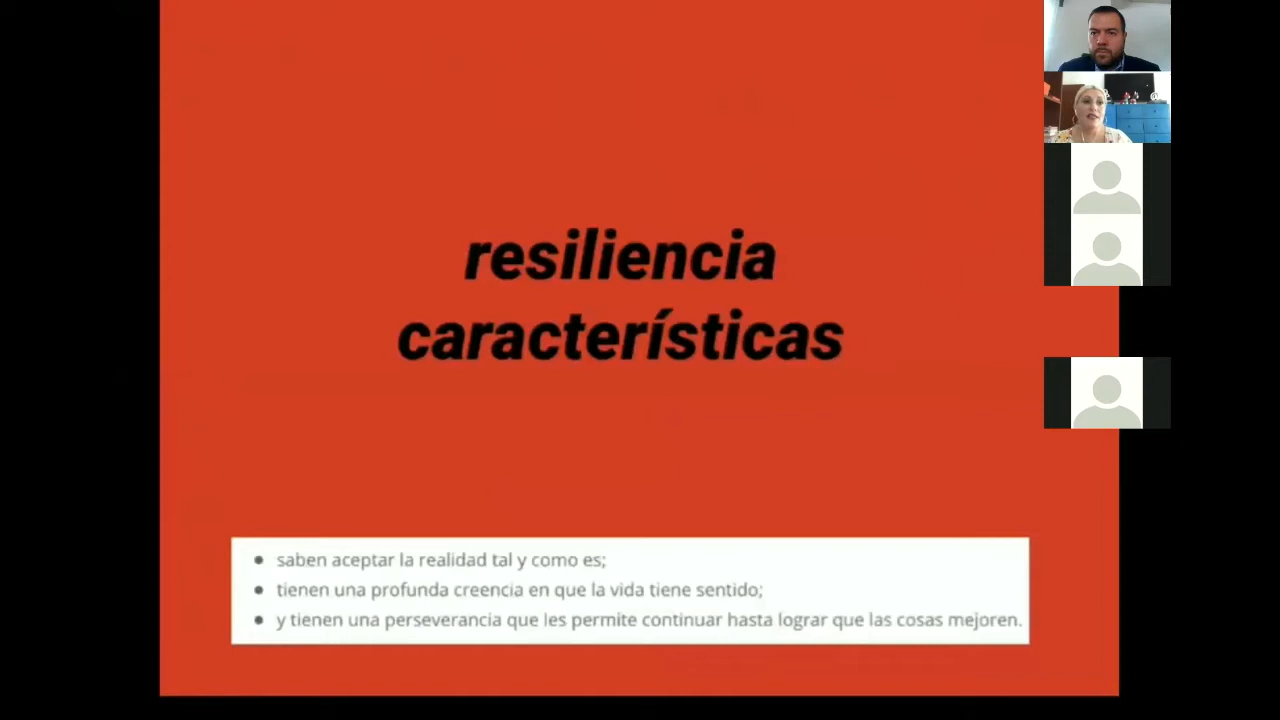 resiliencia
características
saben aceptar la realidad tal y como es;
tienen una profunda creencia en que la vida tiene sentido;
y tienen una perseverancia que les permite continuar hasta lograr que las cosas mejoren.